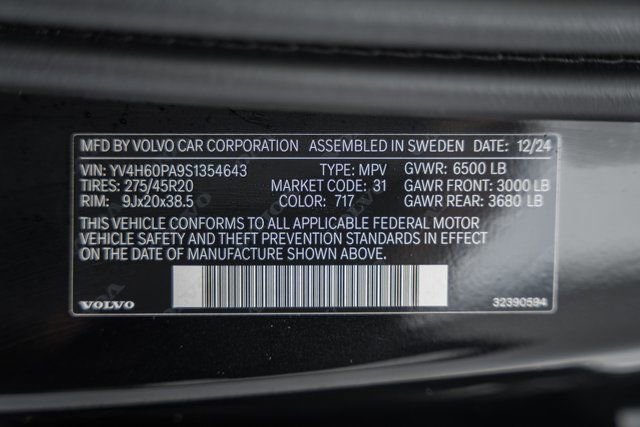 MFD BY VOLVO CAR CORPORATION ASSEMBLED IN SWEDEN DATE: 12/24
VIN: YV4H60PA9S1354643 TYPE: MPV GVWR: 6500 LB
TIRES: 275/45R20 MARKET CODE: 31 GAWR FRONT: 3000 LB
RIM: 9Jx20x38.5 COLOR: 717 GAWR REAR: 3680 LB
THIS VEHICLE CONFORMS TO ALL APPLICABLE FEDERAL MOTOR
VEHICLE SAFETY AND THEFT PREVENTION STANDARDS IN EFFECT
ON THE DATE OF MANUFACTURE SHOWN ABOVE.
VOLVO 32390594